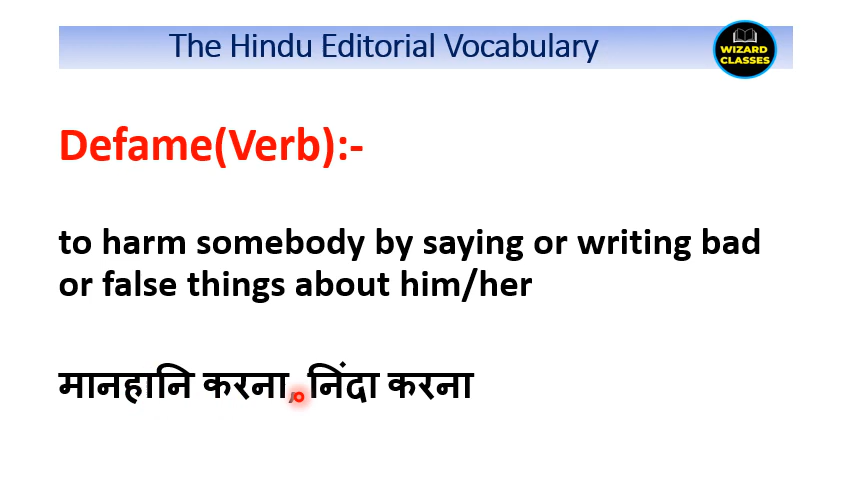 The Hindu Editorial Vocabulary
WIZARD
CLASSES
Defame(Verb):-
to harm somebody by saying or writing bad
or false things about him/her
मानहानि करना, निंदा करना